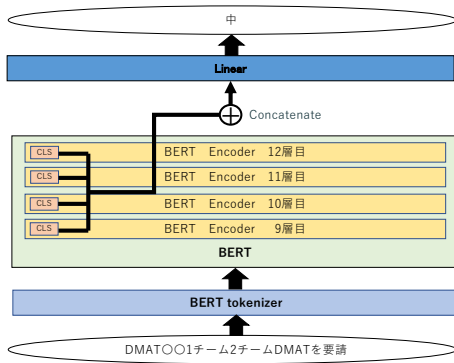 中
Linear
Concatenate
CLS BERT Encoder 12層目
CLS BERT Encoder 11層目
CLS BERT Encoder 10層目
CLS BERT Encoder 9層目
BERT
BERT tokenizer
DMAT〇〇1チーム2チームDMATを要請